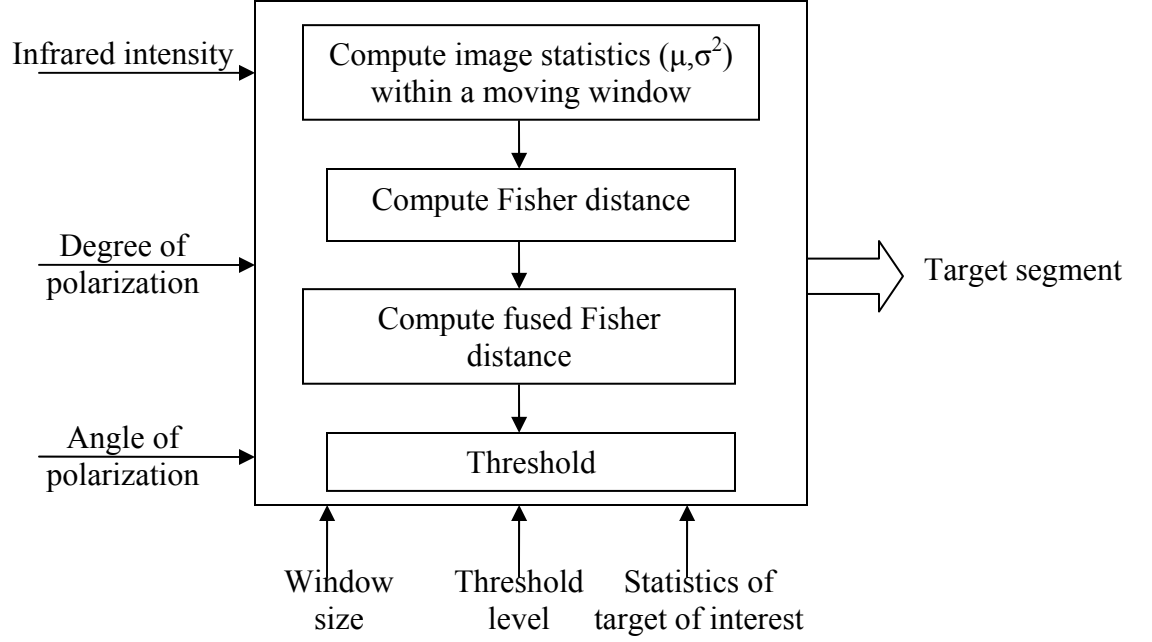 Infrared intensity
Compute image statistics (μ,σ²)
within a moving window
Compute Fisher distance
Degree of
polarization
Compute fused Fisher
distance
Target segment
Angle of
polarization
Threshold
Window
size
Threshold
level
Statistics of
target of interest